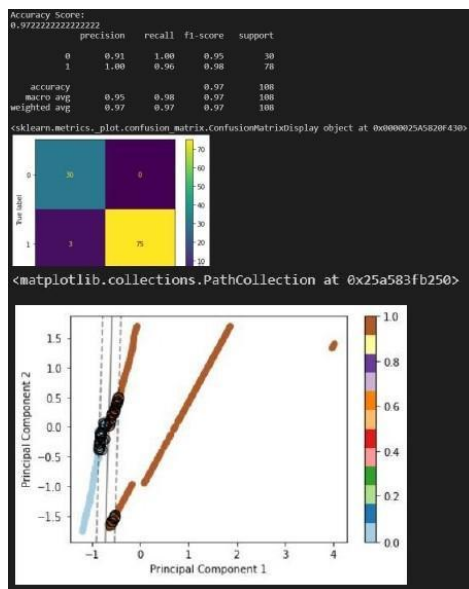 Accuracy Score:
0.9722222222222222
precision recall f1-score support
0 0.91 1.00 0.95 30
1 1.00 0.96 0.98 78
accuracy 0.97 108
macro avg 0.95 0.98 0.97 108
weighted avg 0.97 0.97 0.97 108
<sklearn.metrics._plot.confusion_matrix.ConfusionMatrixDisplay object at 0x0000025A5820F430>
70
0 30 0 60
50
40
True label
30
1 3 75 20
10
<matplotlib.collections.PathCollection at 0x25a583fb250>
1.5
1.0
0.5
0.0
−0.5
−1.0
−1.5
Principal Component 2
−1 0 1 2 3 4
Principal Component 1
1.0
0.8
0.6
0.4
0.2
0.0